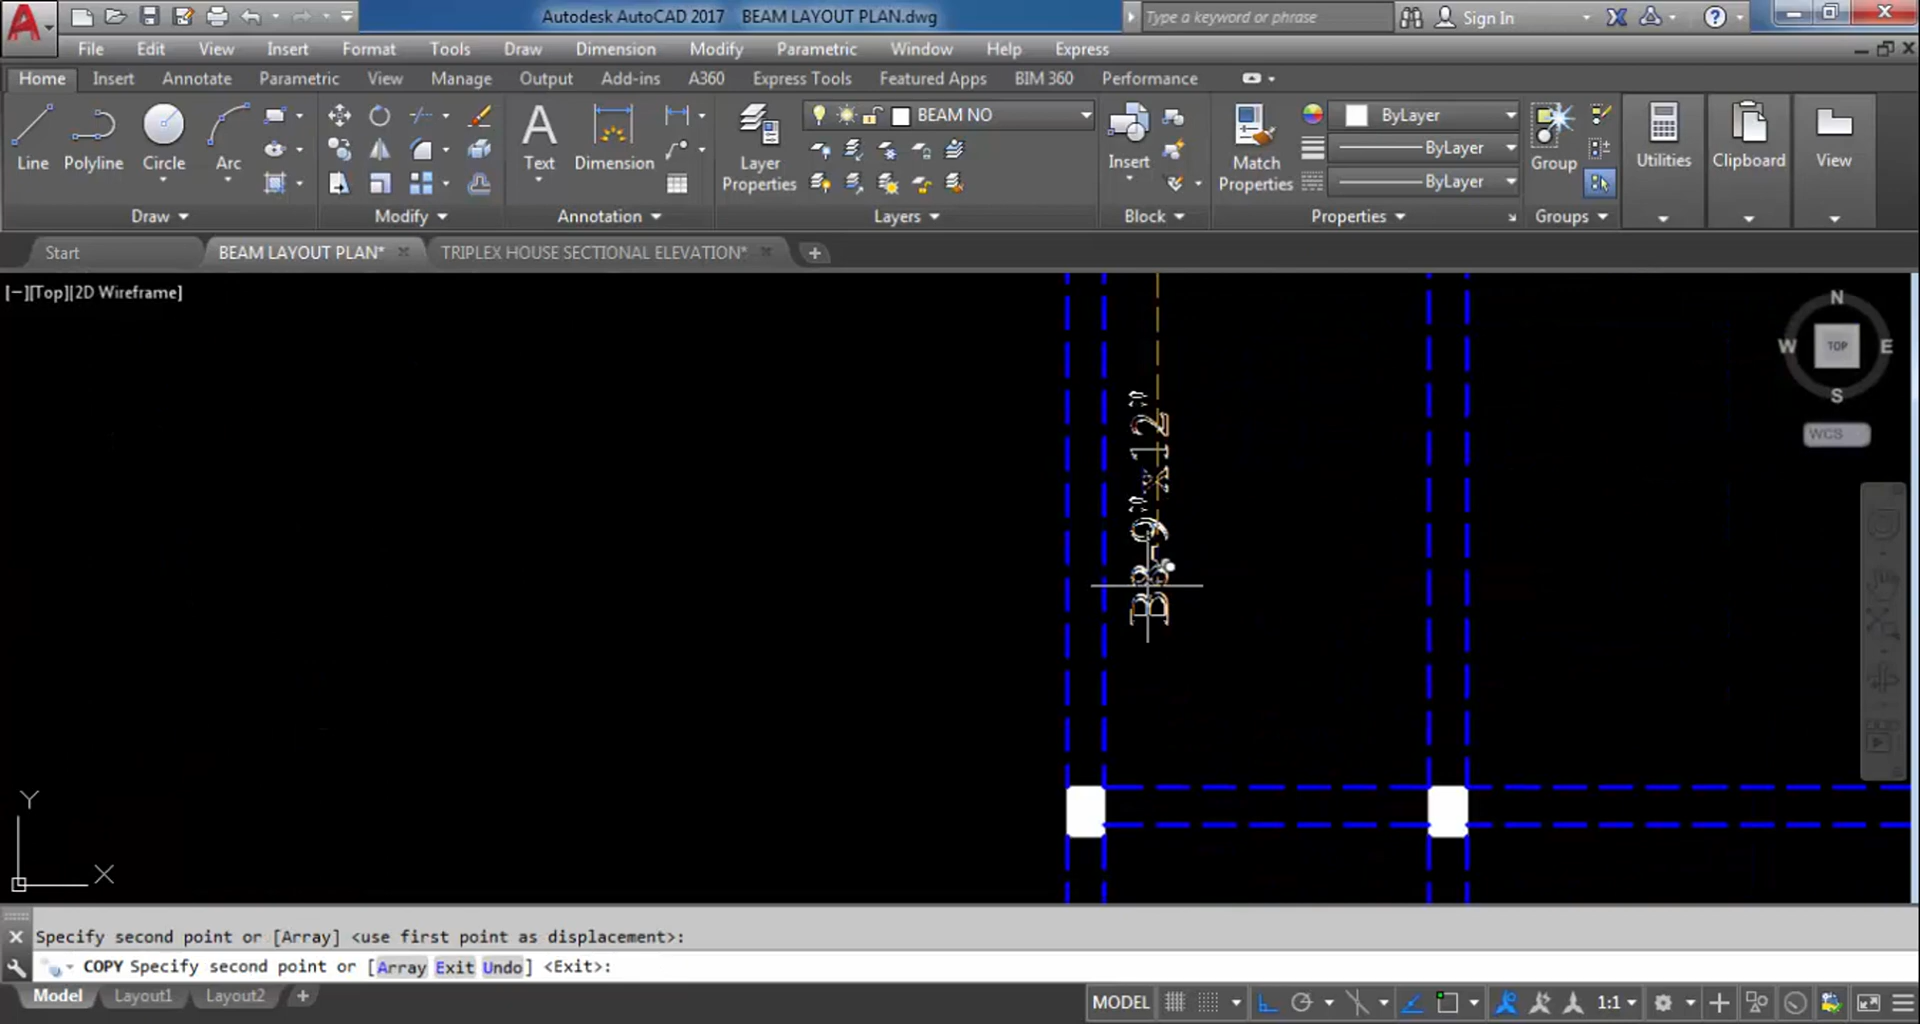 Autodesk AutoCAD 2017 BEAM LAYOUT PLAN.dwg
Type a keyword or phrase
Sign In
File Edit View Insert Format Tools Draw Dimension Modify Parametric Window Help Express
Home Insert Annotate Parametric View Manage Output Add-ins A360 Express Tools Featured Apps BIM 360 Performance
BEAM NO
ByLayer
ByLayer
ByLayer
Line Polyline Circle Arc
Text Dimension
Layer Properties
Insert
Match Properties
Group
Utilities Clipboard View
Draw Modify Annotation Layers Block Properties Groups
Start BEAM LAYOUT PLAN* TRIPLEX HOUSE SECTIONAL ELEVATION*
[−][Top][2D Wireframe]
N
W TOP E
S
WCS
Y
X
Specify second point or [Array] <use first point as displacement>:
COPY Specify second point or [Array Exit Undo] <Exit>:
Model Layout1 Layout2
MODEL 1:1